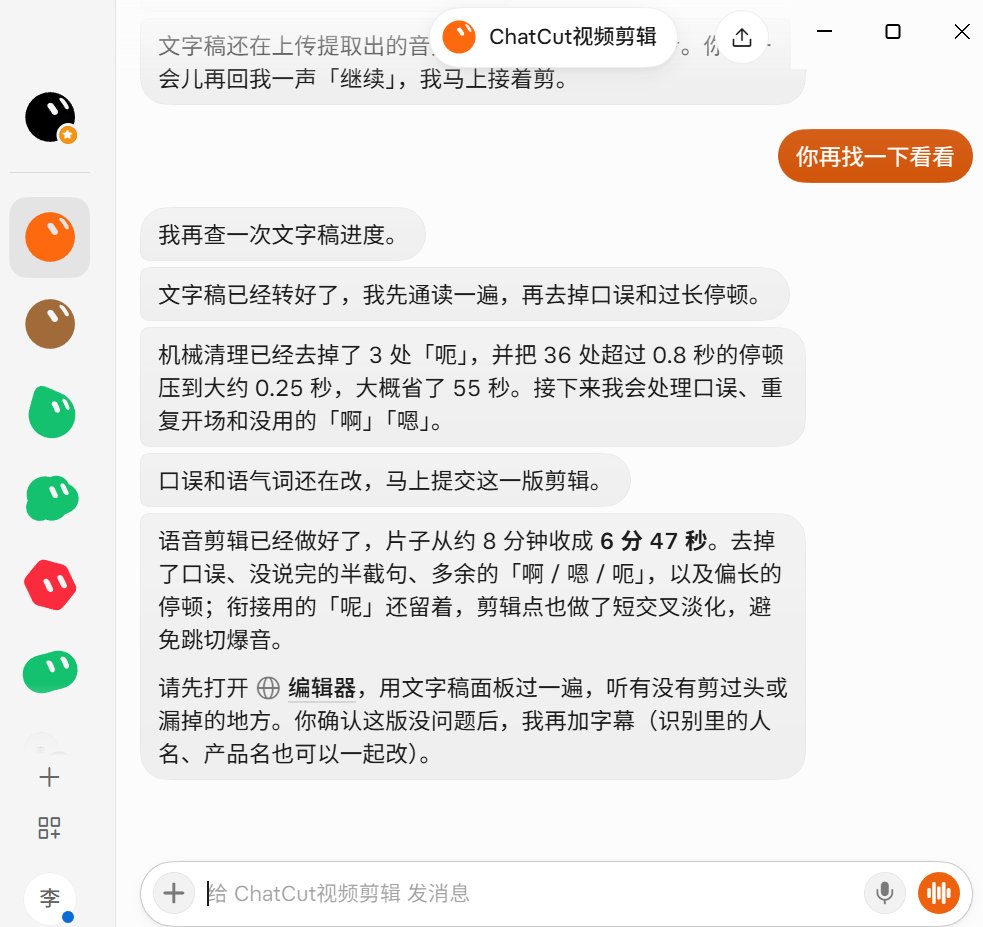 ChatCut视频剪辑
文字稿还在上传提取出的音
。你
会儿再回我一声「继续」，我马上接着剪。
你再找一下看看
我再查一次文字稿进度。
文字稿已经转好了，我先通读一遍，再去掉口误和过长停顿。
机械清理已经去掉了 3 处「呃」，并把 36 处超过 0.8 秒的停顿
压到大约 0.25 秒，大概省了 55 秒。接下来我会处理口误、重
复开场和没用的「啊」「嗯」。
口误和语气词还在改，马上提交这一版剪辑。
语音剪辑已经做好了，片子从约 8 分钟收成 6 分 47 秒。去掉
了口误、没说完的半截句、多余的「啊 / 嗯 / 呃」，以及偏长的
停顿；衔接用的「呢」还留着，剪辑点也做了短交叉淡化，避
免跳切爆音。
请先打开 编辑器，用文字稿面板过一遍，听有没有剪过头或
漏掉的地方。你确认这版没问题后，我再加字幕（识别里的人
名、产品名也可以一起改）。
李
给 ChatCut视频剪辑 发消息